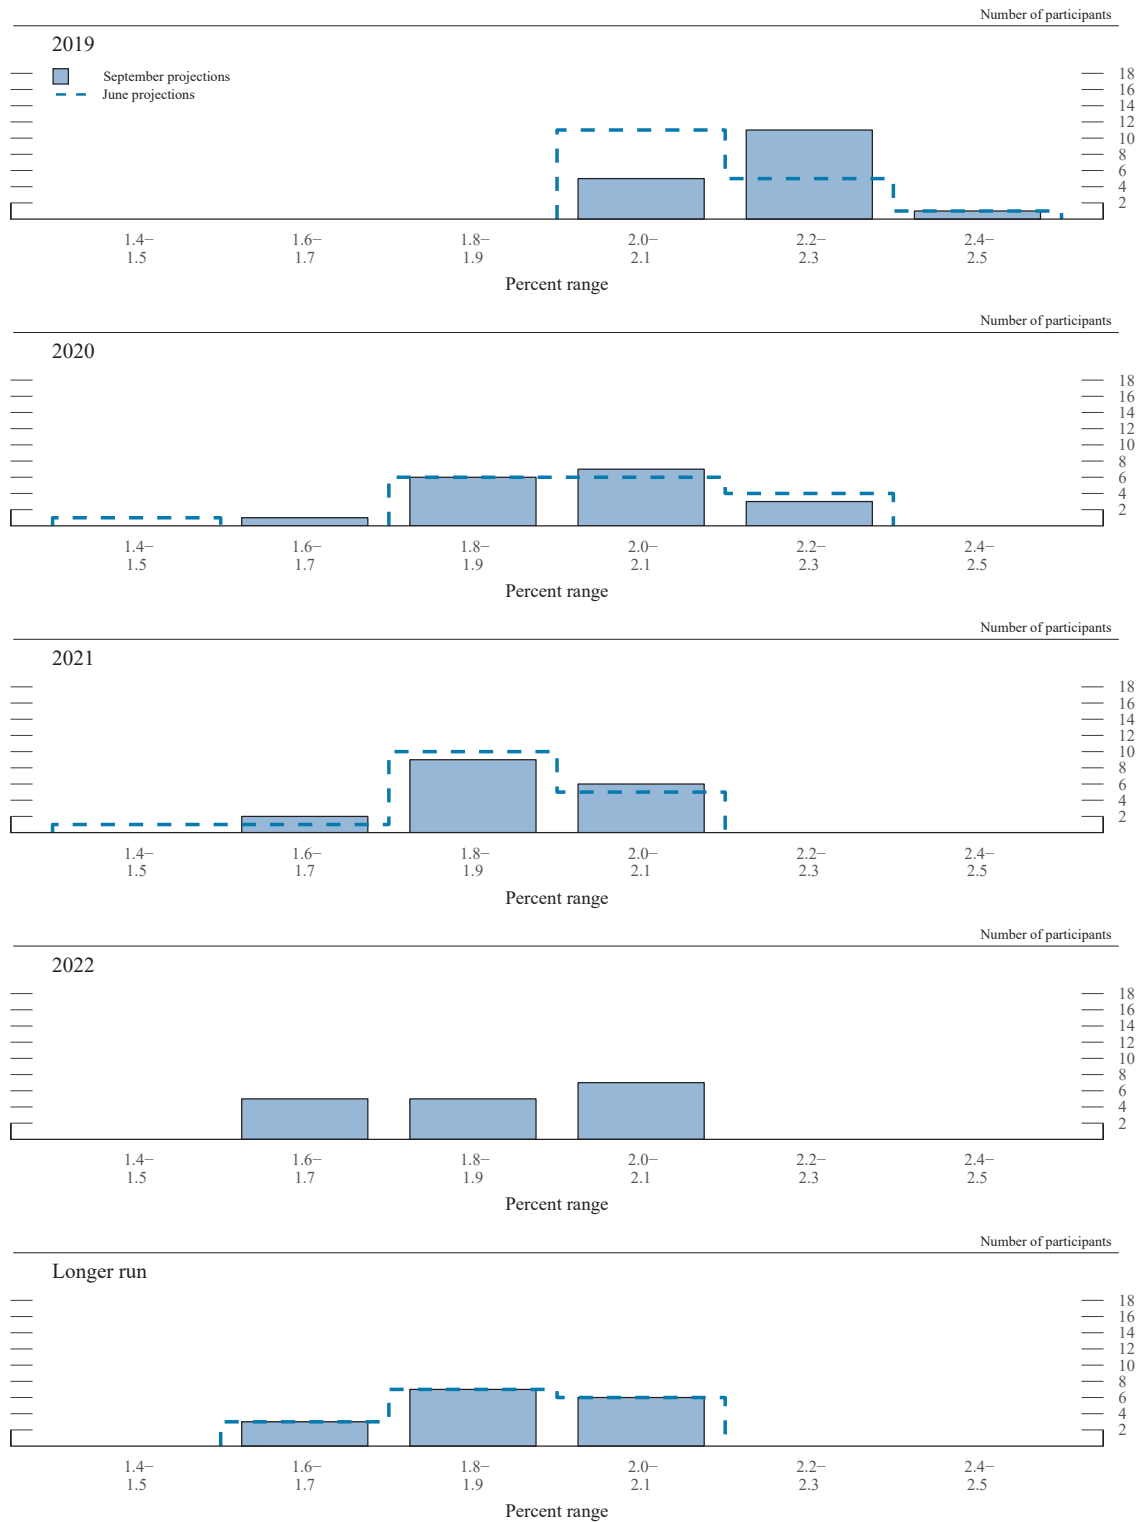 Number of participants
2019
September projections
June projections
18
16
14
12
10
8
6
4
2
1.4− 1.6− 1.8− 2.0− 2.2− 2.4−
1.5 1.7 1.9 2.1 2.3 2.5
Percent range
Number of participants
2020
18
16
14
12
10
8
6
4
2
1.4− 1.6− 1.8− 2.0− 2.2− 2.4−
1.5 1.7 1.9 2.1 2.3 2.5
Percent range
Number of participants
2021
18
16
14
12
10
8
6
4
2
1.4− 1.6− 1.8− 2.0− 2.2− 2.4−
1.5 1.7 1.9 2.1 2.3 2.5
Percent range
Number of participants
2022
18
16
14
12
10
8
6
4
2
1.4− 1.6− 1.8− 2.0− 2.2− 2.4−
1.5 1.7 1.9 2.1 2.3 2.5
Percent range
Number of participants
Longer run
18
16
14
12
10
8
6
4
2
1.4− 1.6− 1.8− 2.0− 2.2− 2.4−
1.5 1.7 1.9 2.1 2.3 2.5
Percent range